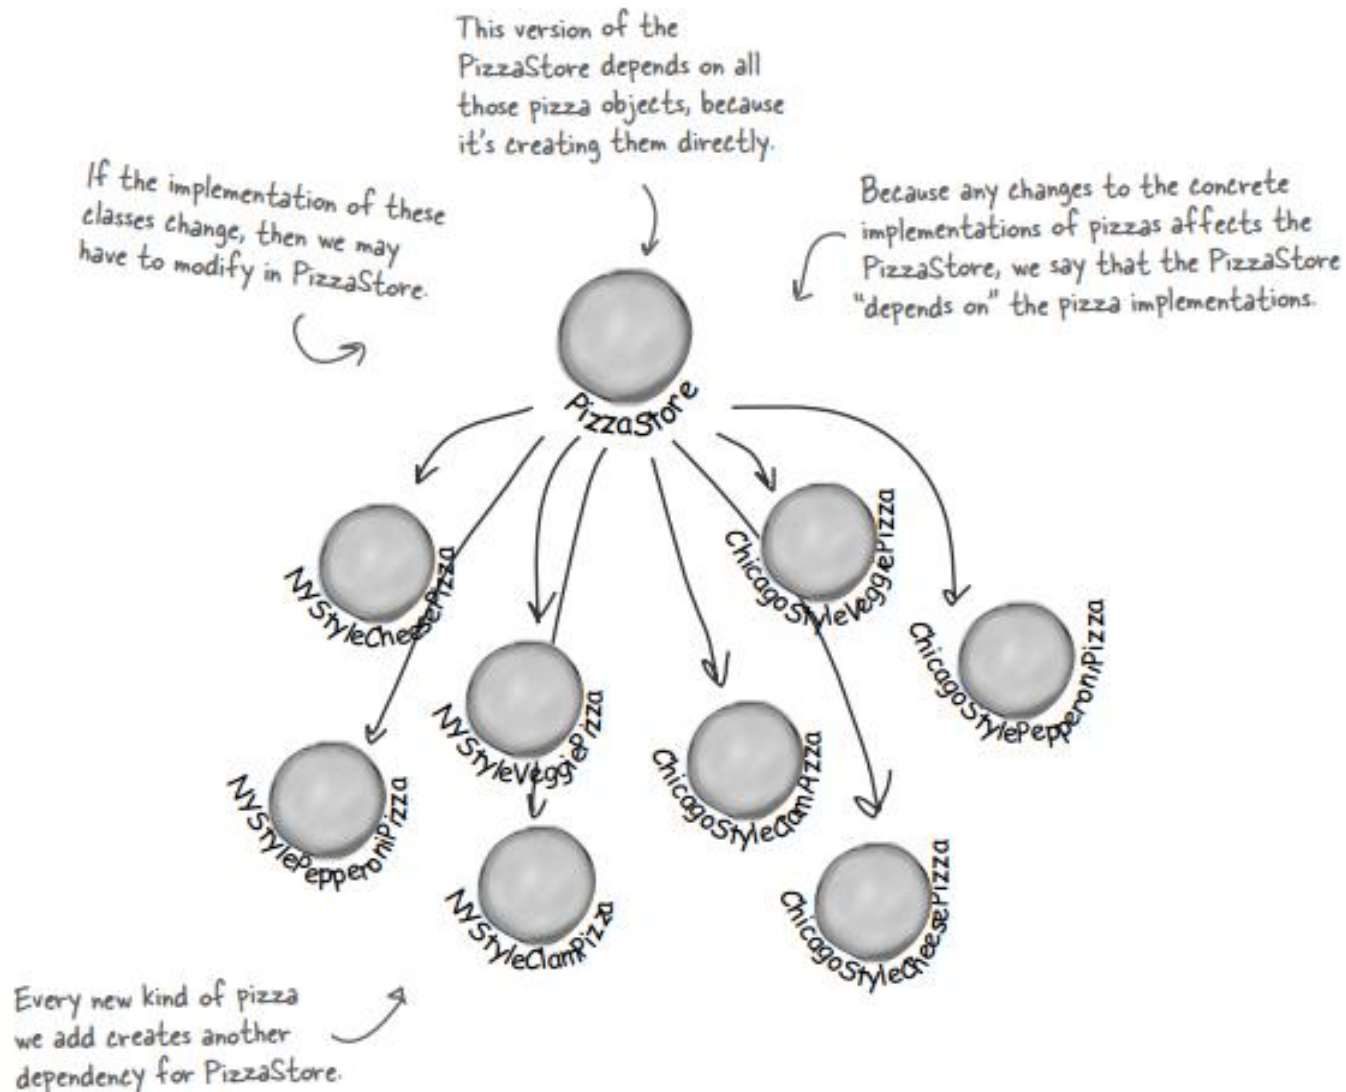 This version of the
PizzaStore depends on all
those pizza objects, because
it's creating them directly.
If the implementation of these
classes change, then we may
have to modify in PizzaStore.
Because any changes to the concrete
implementations of pizzas affects the
PizzaStore, we say that the PizzaStore
“depends on” the pizza implementations.
PizzaStore
NYStyleCheesePizza
ChicagoStyleVeggiePizza
ChicagoStylePepperoniPizza
NYStyleVeggiePizza
ChicagoStyleClamPizza
NYStylePepperoniPizza
NYStyleClamPizza
ChicagoStyleCheesePizza
Every new kind of pizza
we add creates another
dependency for PizzaStore.